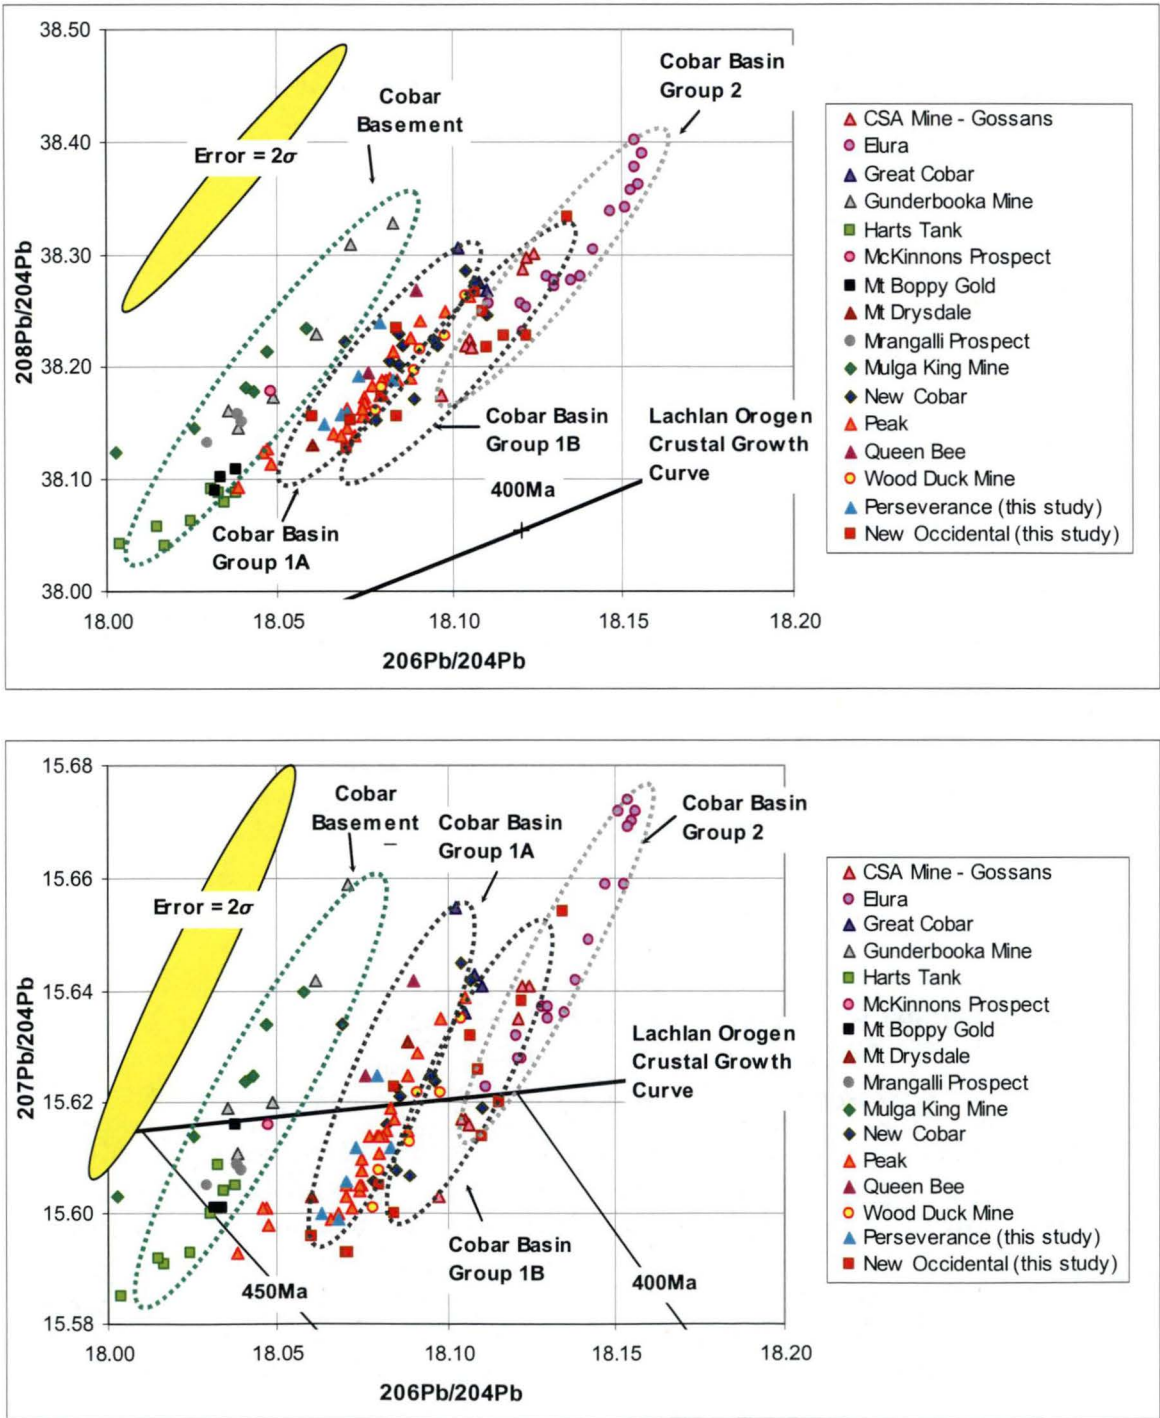 38.50
38.40
38.30
38.20
38.10
38.00
208Pb/204Pb
18.00
18.05
18.10
18.15
18.20
206Pb/204Pb
Error = 2σ
Cobar
Basement
Cobar Basin
Group 2
Cobar Basin
Group 1B
Lachlan Orogen
Crustal Growth
Curve
400Ma
Cobar Basin
Group 1A
CSA Mine - Gossans
Elura
Great Cobar
Gunderbooka Mine
Harts Tank
McKinnons Prospect
Mt Boppy Gold
Mt Drysdale
Mrangalli Prospect
Mulga King Mine
New Cobar
Peak
Queen Bee
Wood Duck Mine
Perseverance (this study)
New Occidental (this study)
15.68
15.66
15.64
15.62
15.60
15.58
207Pb/204Pb
18.00
18.05
18.10
18.15
18.20
206Pb/204Pb
Error = 2σ
Cobar
Basement
Cobar Basin
Group 1A
Cobar Basin
Group 2
Lachlan Orogen
Crustal Growth
Curve
Cobar Basin
Group 1B
450Ma
400Ma
CSA Mine - Gossans
Elura
Great Cobar
Gunderbooka Mine
Harts Tank
McKinnons Prospect
Mt Boppy Gold
Mt Drysdale
Mrangalli Prospect
Mulga King Mine
New Cobar
Peak
Queen Bee
Wood Duck Mine
Perseverance (this study)
New Occidental (this study)